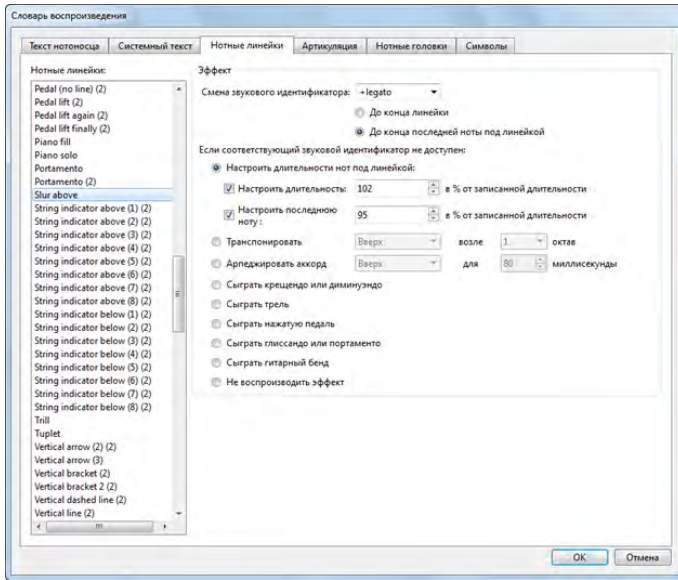 Словарь воспроизведения
Текст нотоносца
Системный текст
Нотные линейки
Артикуляция
Нотные головки
Символы
Нотные линейки:
Pedal (no line) (2)
Pedal lift (2)
Pedal lift again (2)
Pedal lift finally (2)
Piano fill
Piano solo
Portamento
Portamento (2)
Slur above
String indicator above (1) (2)
String indicator above (2) (2)
String indicator above (3) (2)
String indicator above (4) (2)
String indicator above (5) (2)
String indicator above (6) (2)
String indicator above (7) (2)
String indicator above (8) (2)
String indicator below (1) (2)
String indicator below (2) (2)
String indicator below (3) (2)
String indicator below (4) (2)
String indicator below (5) (2)
String indicator below (6) (2)
String indicator below (7) (2)
String indicator below (8) (2)
Trill
Tuplet
Vertical arrow (2) (2)
Vertical arrow (3)
Vertical bracket (2)
Vertical bracket 2 (2)
Vertical dashed line (2)
Vertical line (2)
Эффект
Смена звукового идентификатора: +legato
До конца линейки
До конца последней ноты под линейкой
Если соответствующий звуковой идентификатор не доступен:
Настроить длительности нот под линейкой:
Настроить длительность: 102 в % от записанной длительности
Настроить последнюю ноту : 95 в % от записанной длительности
Транспонировать Вверх возле 1 октав
Арпеджировать аккорд Вверх для 80 миллисекунды
Сыграть крещендо или диминуэндо
Сыграть трель
Сыграть нажатую педаль
Сыграть глиссандо или портаменто
Сыграть гитарный бенд
Не воспроизводить эффект
OK
Отмена